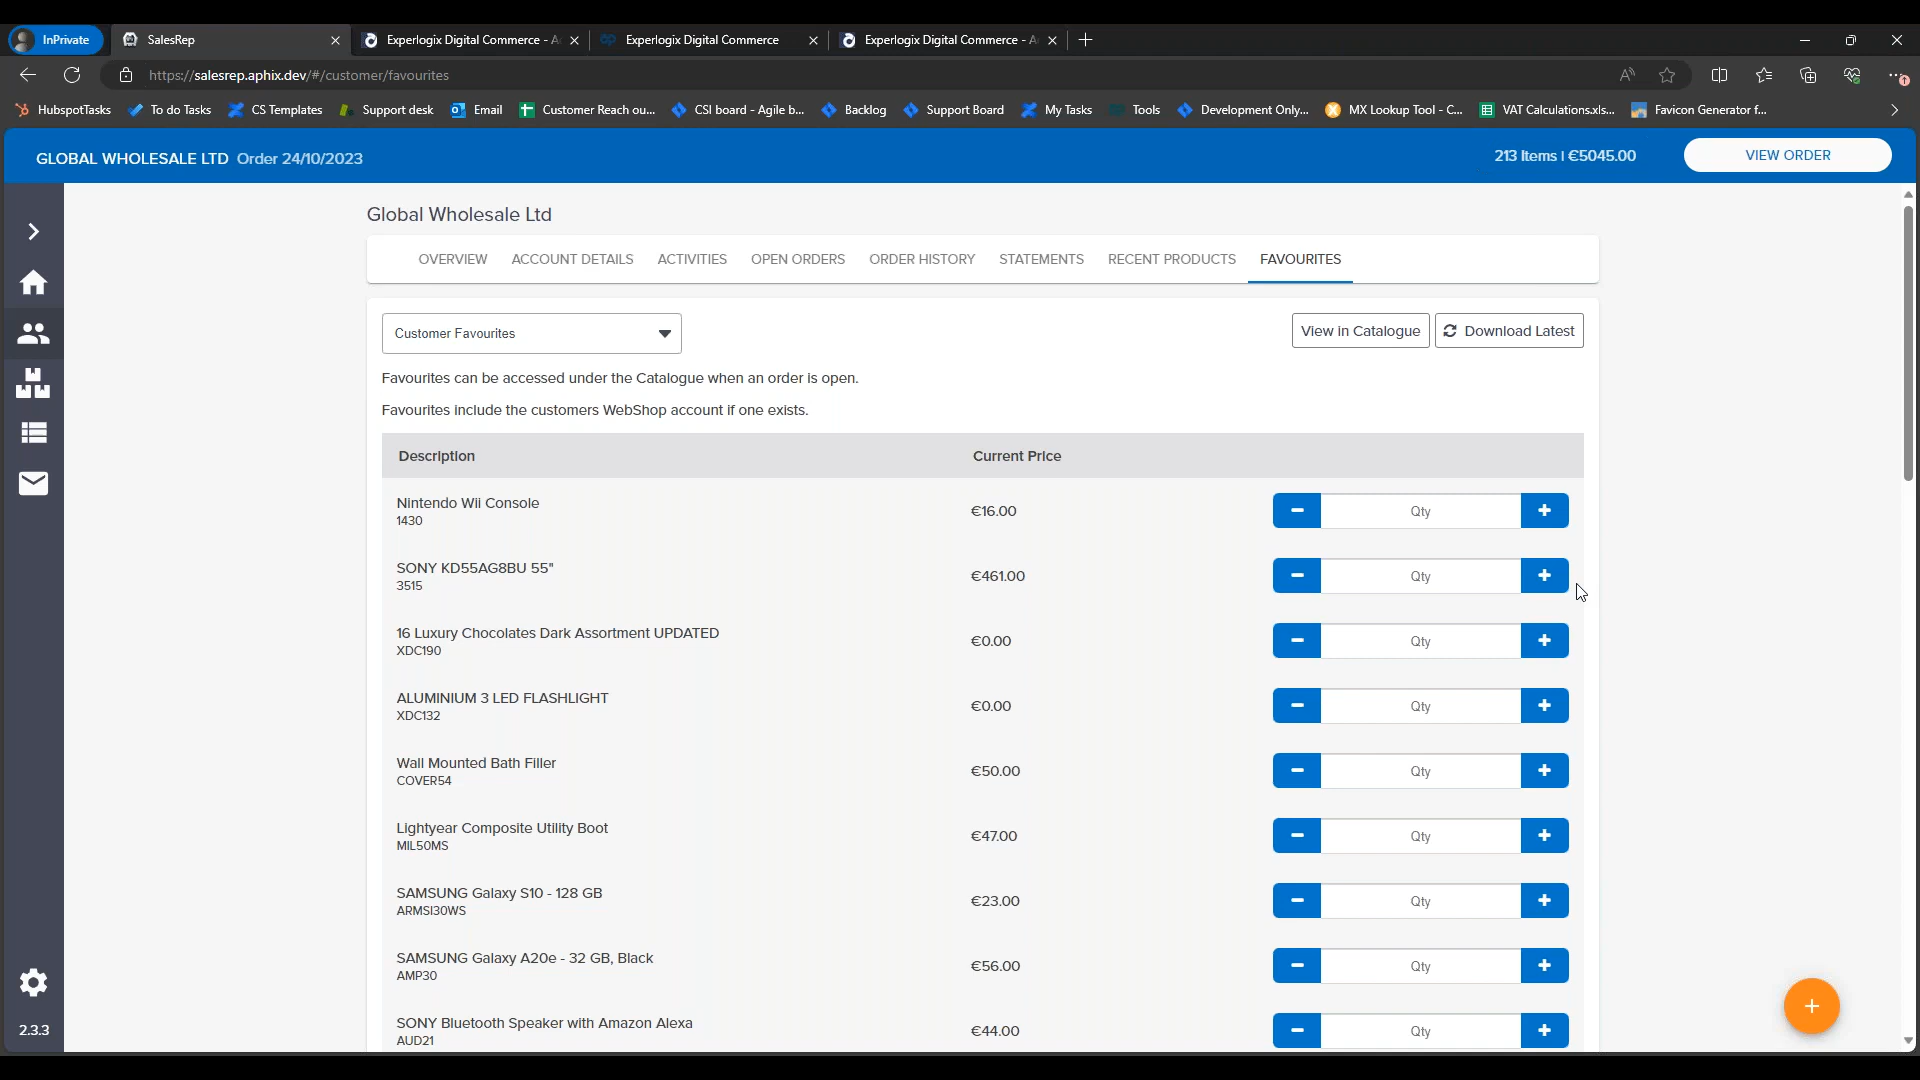 InPrivate
SalesRep
Experlogix Digital Commerce - A
Experlogix Digital Commerce
Experlogix Digital Commerce - A
https://salesrep.aphix.dev/#/customer/favourites
HubspotTasks
To do Tasks
CS Templates
Support desk
Email
Customer Reach ou...
CSI board - Agile b...
Backlog
Support Board
My Tasks
Tools
Development Only...
MX Lookup Tool - C...
VAT Calculations.xls...
Favicon Generator f...
GLOBAL WHOLESALE LTD Order 24/10/2023
213 Items | €5045.00
VIEW ORDER
Global Wholesale Ltd
OVERVIEW
ACCOUNT DETAILS
ACTIVITIES
OPEN ORDERS
ORDER HISTORY
STATEMENTS
RECENT PRODUCTS
FAVOURITES
Customer Favourites
View in Catalogue
Download Latest
Favourites can be accessed under the Catalogue when an order is open.
Favourites include the customers WebShop account if one exists.
Description
Current Price
Nintendo Wii Console
1430
€16.00
Qty
SONY KD55AG8BU 55"
3515
€461.00
Qty
16 Luxury Chocolates Dark Assortment UPDATED
XDC190
€0.00
Qty
ALUMINIUM 3 LED FLASHLIGHT
XDC132
€0.00
Qty
Wall Mounted Bath Filler
COVER54
€50.00
Qty
Lightyear Composite Utility Boot
MIL50MS
€47.00
Qty
SAMSUNG Galaxy S10 - 128 GB
ARMSI30WS
€23.00
Qty
SAMSUNG Galaxy A20e - 32 GB, Black
AMP30
€56.00
Qty
SONY Bluetooth Speaker with Amazon Alexa
AUD21
€44.00
Qty
2.3.3